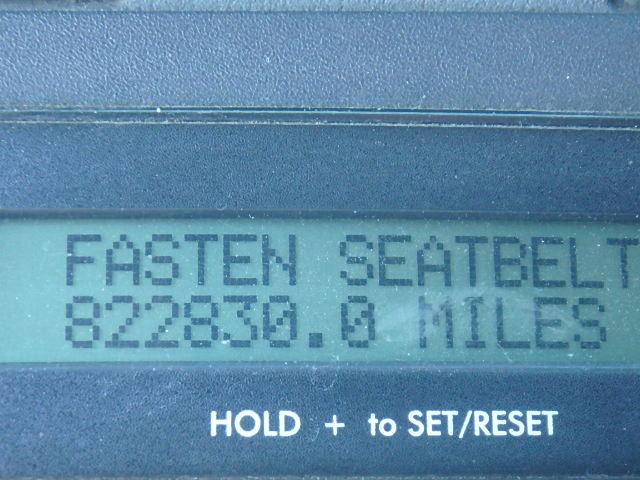 FASTEN SEATBELT
822830.0 MILES
HOLD + to SET/RESET